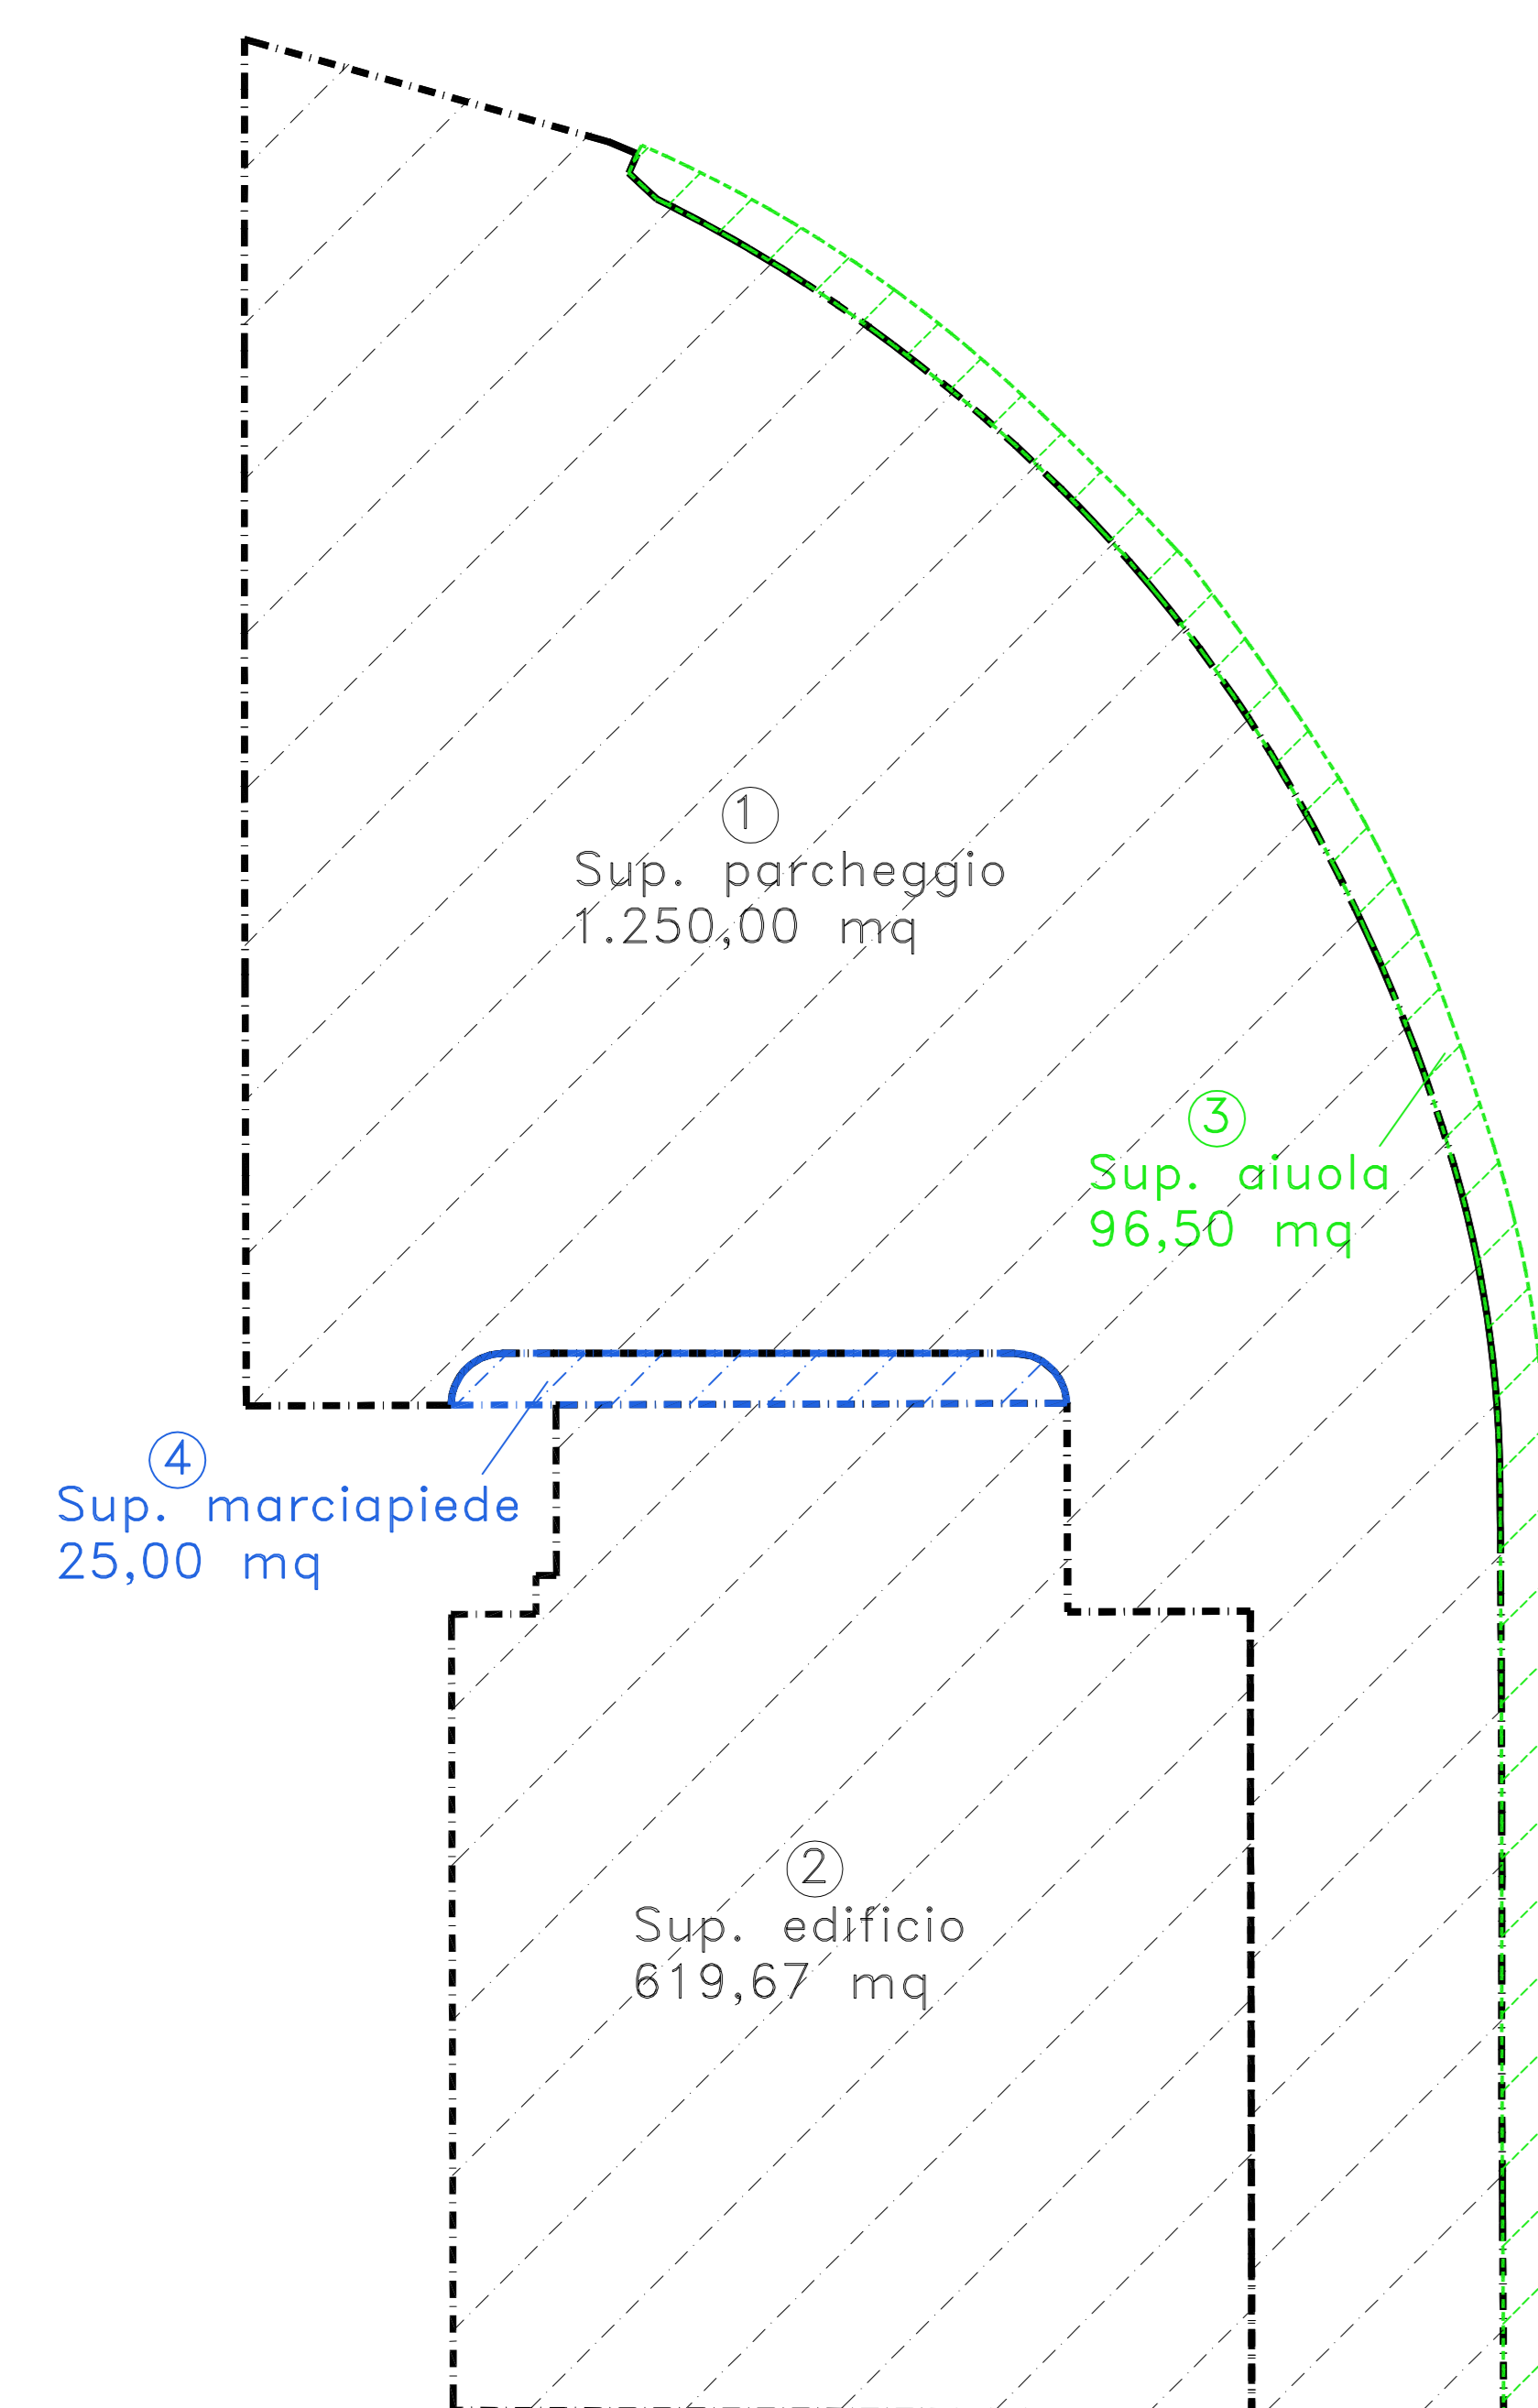 1
Sup. parcheggio
1.250,00 mq
3
Sup. aiuola
96,50 mq
4
Sup. marciapiede
25,00 mq
2
Sup. edificio
619,67 mq